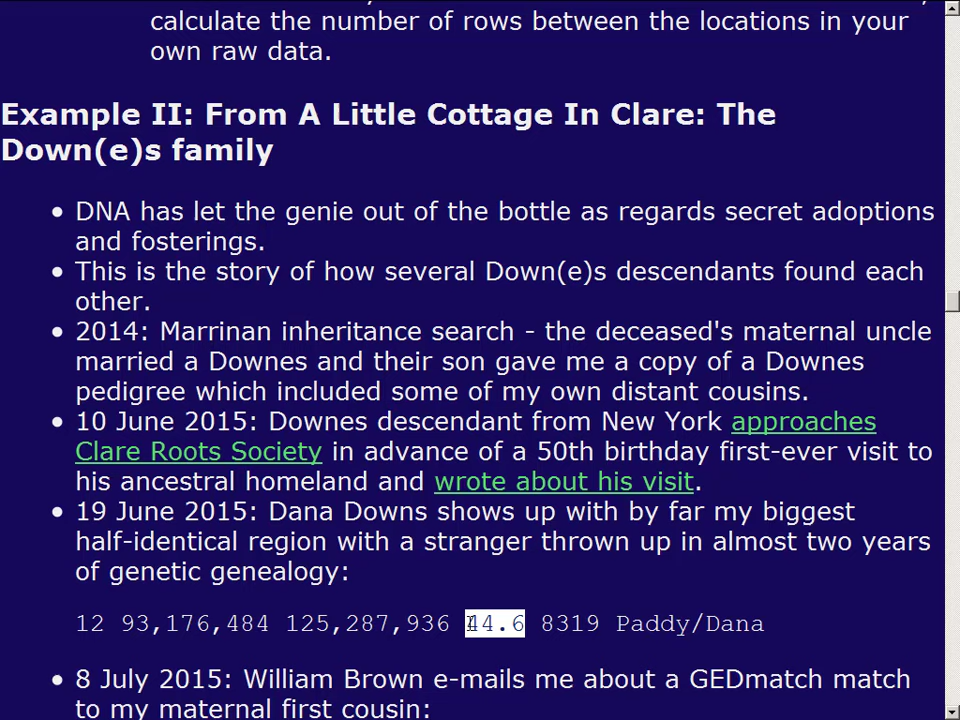 calculate the number of rows between the locations in your
own raw data.
Example II: From A Little Cottage In Clare: The
Down(e)s family
• DNA has let the genie out of the bottle as regards secret adoptions
and fosterings.
• This is the story of how several Down(e)s descendants found each
other.
• 2014: Marrinan inheritance search - the deceased's maternal uncle
married a Downes and their son gave me a copy of a Downes
pedigree which included some of my own distant cousins.
• 10 June 2015: Downes descendant from New York approaches
Clare Roots Society in advance of a 50th birthday first-ever visit to
his ancestral homeland and wrote about his visit.
• 19 June 2015: Dana Downs shows up with by far my biggest
half-identical region with a stranger thrown up in almost two years
of genetic genealogy:
12 93,176,484 125,287,936 44.6 8319 Paddy/Dana
• 8 July 2015: William Brown e-mails me about a GEDmatch match
to my maternal first cousin: